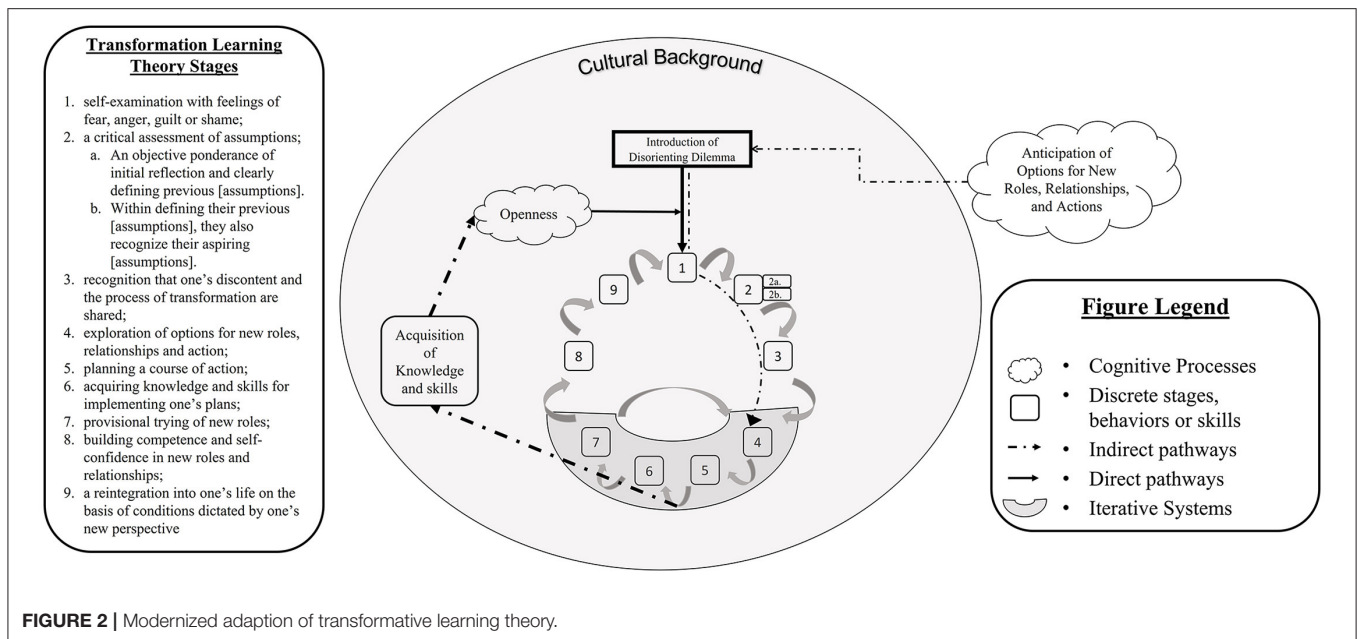 Transformation Learning
Theory Stages
1. self-examination with feelings of
fear, anger, guilt or shame;
2. a critical assessment of assumptions;
a. An objective ponderance of
initial reflection and clearly
defining previous [assumptions].
b. Within defining their previous
[assumptions], they also
recognize their aspiring
[assumptions].
3. recognition that one's discontent and
the process of transformation are
shared;
4. exploration of options for new roles,
relationships and action;
5. planning a course of action;
6. acquiring knowledge and skills for
implementing one's plans;
7. provisional trying of new roles;
8. building competence and self-
confidence in new roles and
relationships;
9. a reintegration into one's life on the
basis of conditions dictated by one's
new perspective
Cultural Background
Introduction of
Disorienting Dilemma
Openness
Acquisition
of
Knowledge
and skills
1
2
2a.
2b.
3
4
5
6
7
8
9
Anticipation of
Options for New
Roles, Relationships,
and Actions
Figure Legend
• Cognitive Processes
• Discrete stages,
behaviors or skills
• Indirect pathways
• Direct pathways
• Iterative Systems
FIGURE 2 | Modernized adaption of transformative learning theory.